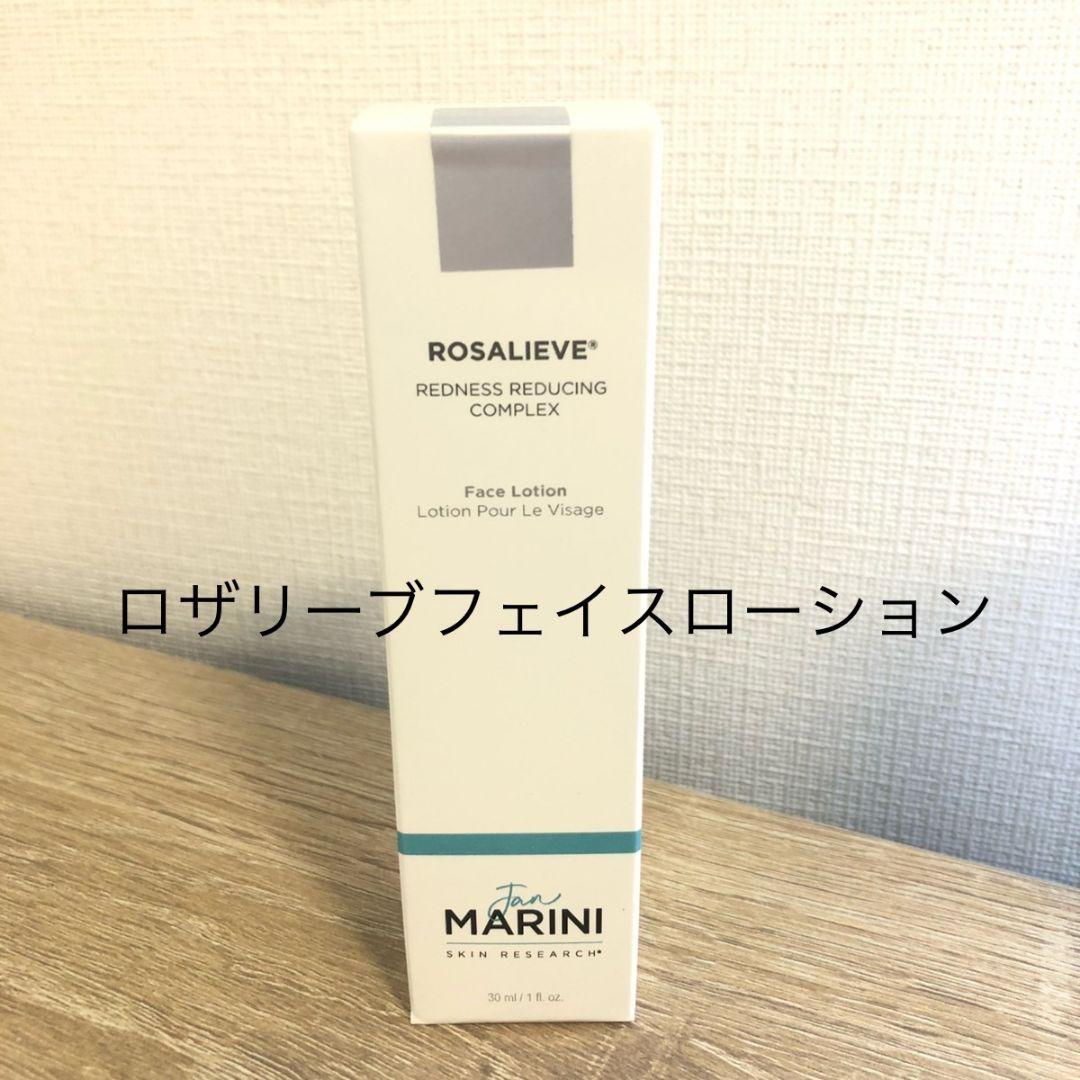 ROSALIEVE®
REDNESS REDUCING
COMPLEX
Face Lotion
Lotion Pour Le Visage
ロザリーブフェイスローション
Jan
MARINI
SKIN RESEARCH®
30 ml / 1 fl. oz.